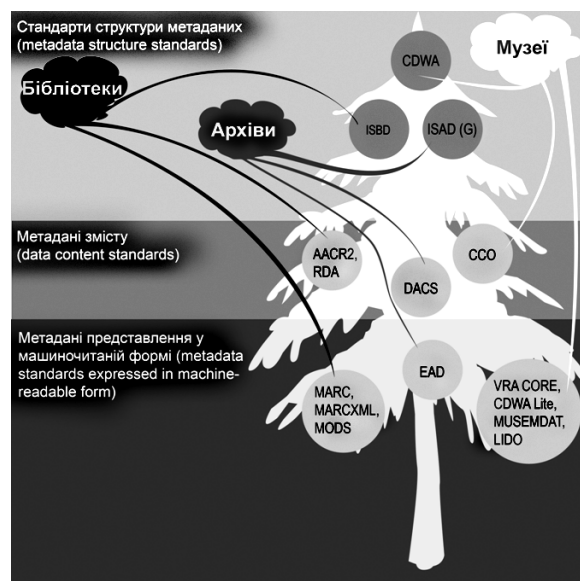 Стандарти структури метаданих
(metadata structure standards)
Музеї
CDWA
Бібліотеки
Архіви
ISBD
ISAD (G)
Метадані змісту
(data content standards)
AACR2,
RDA
CCO
DACS
Метадані представлення у
машиночитаній формі (metadata
standards expressed in machine-
readable form)
EAD
MARC,
MARCXML,
MODS
VRA CORE,
CDWA Lite,
MUSEMDAT,
LIDO